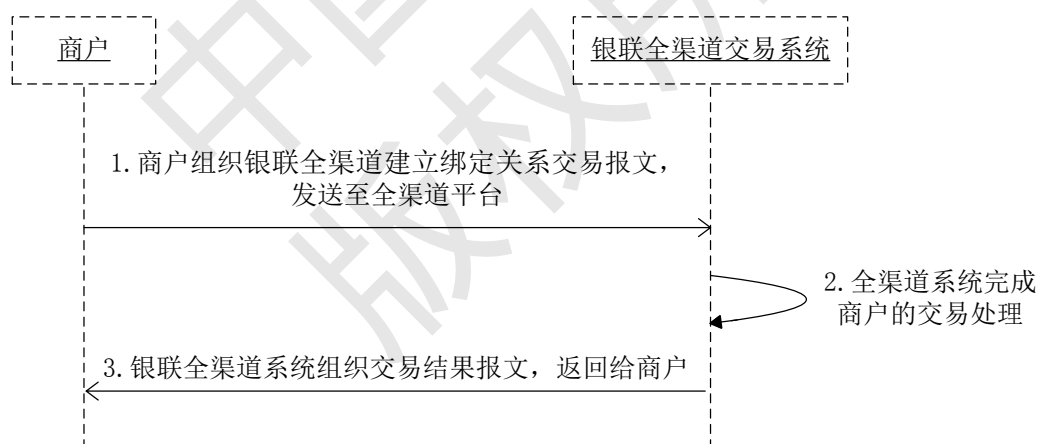 商户
银联全渠道交易系统
1.商户组织银联全渠道建立绑定关系交易报文，
发送至全渠道平台
2.全渠道系统完成
商户的交易处理
3.银联全渠道系统组织交易结果报文，返回给商户